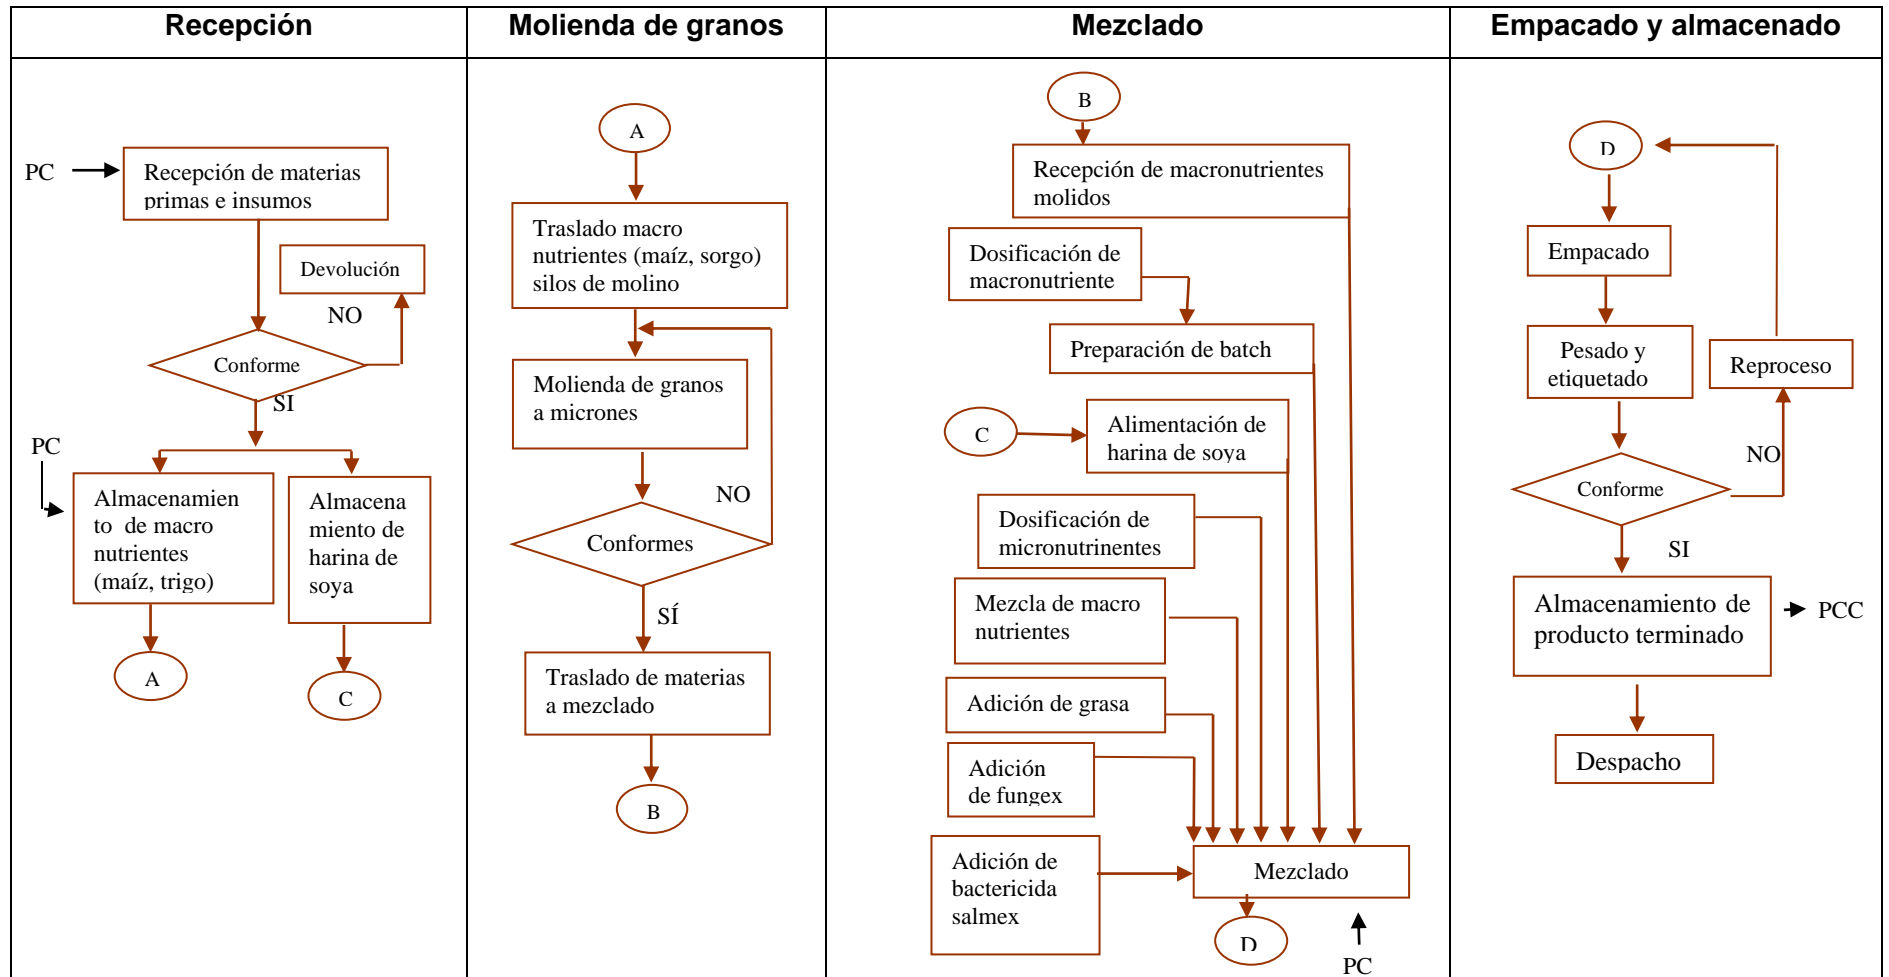 Recepción
Molienda de granos
Mezclado
Empacado y almacenado
PC
Recepción de materias
primas e insumos
Devolución
NO
Conforme
SI
PC
Almacenamien
to de macro
nutrientes
(maíz, trigo)
Almacena
miento de
harina de
soya
A
C
A
Traslado macro
nutrientes (maíz, sorgo)
silos de molino
Molienda de granos
a micrones
NO
Conformes
SÍ
Traslado de materias
a mezclado
B
B
Recepción de macronutrientes
molidos
Dosificación de
macronutriente
Preparación de batch
C
Alimentación de
harina de soya
Dosificación de
micronutrinentes
Mezcla de macro
nutrientes
Adición de grasa
Adición
de fungex
Adición de
bactericida
salmex
Mezclado
D
PC
D
Empacado
Pesado y
etiquetado
Reproceso
NO
Conforme
SI
Almacenamiento de
producto terminado
PCC
Despacho